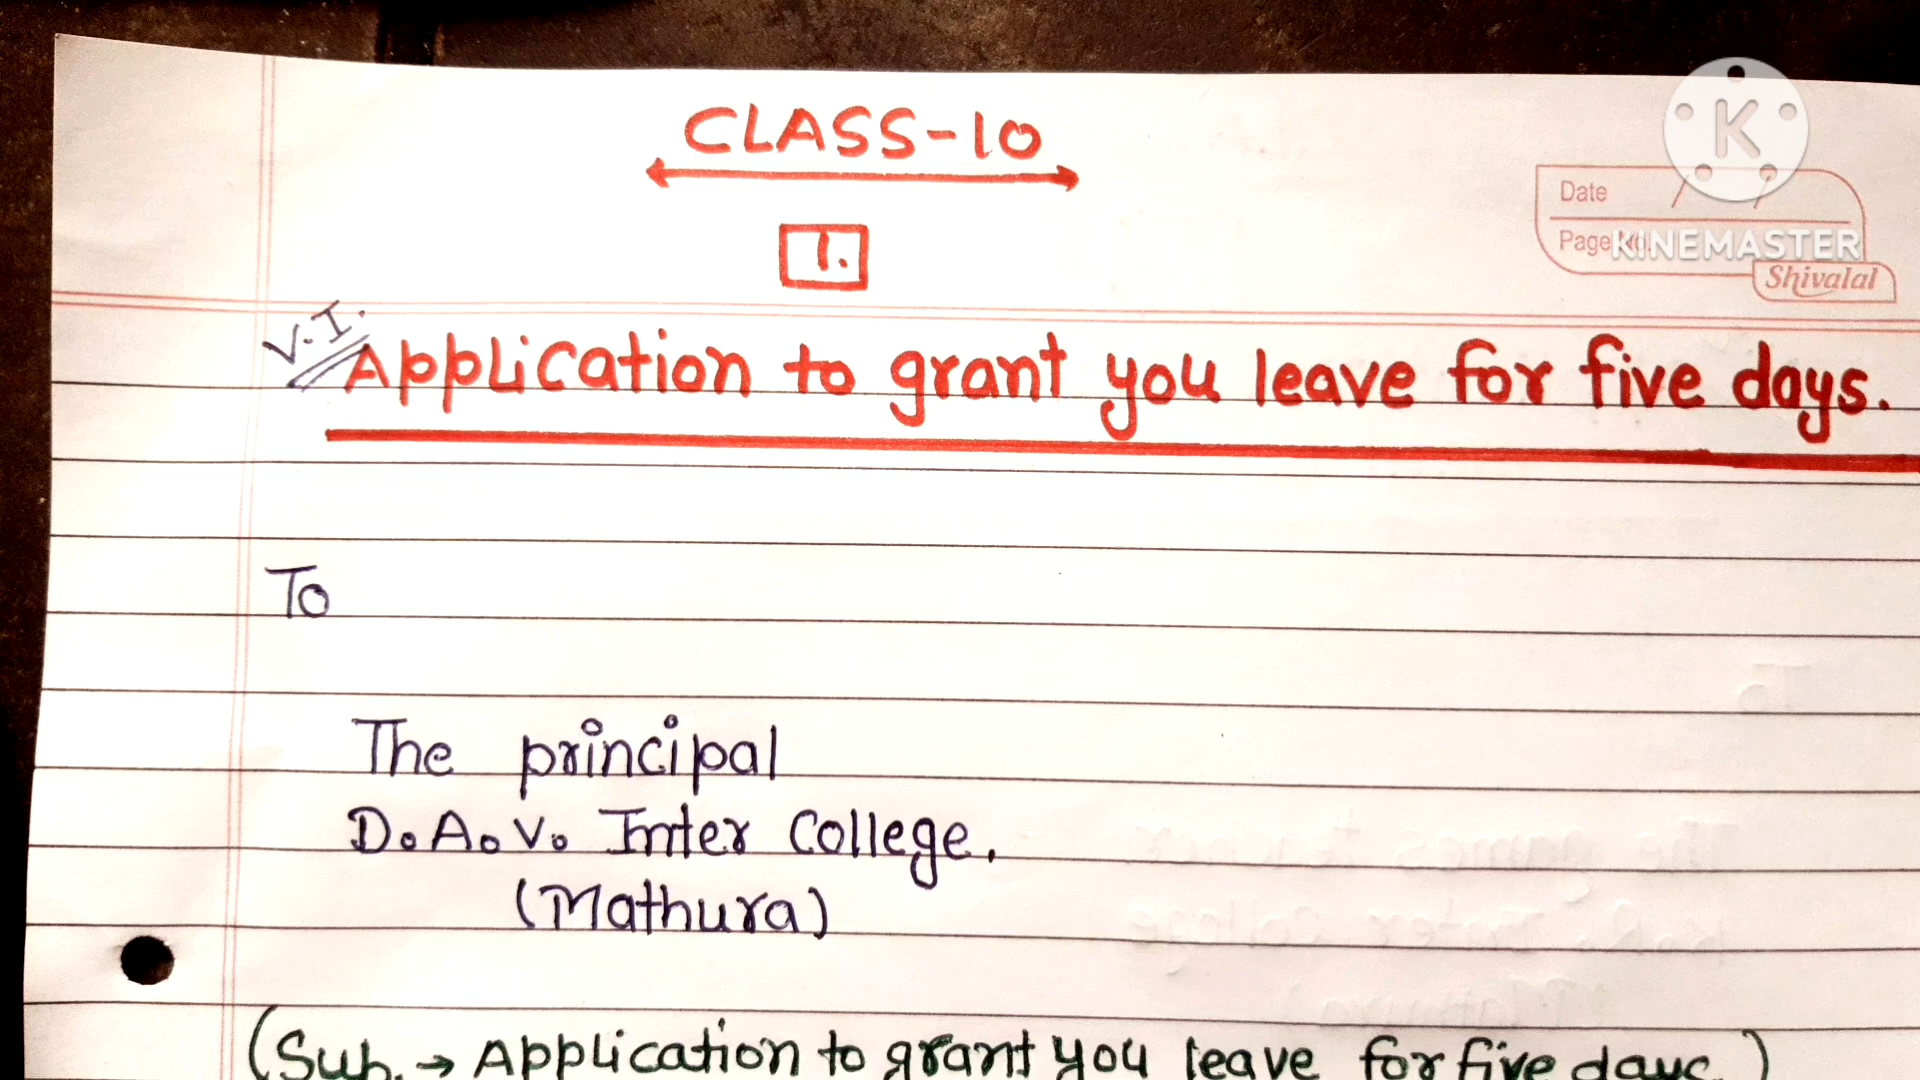 CLASS-10
1.
V.I.
Application to grant you leave for five days.
Date / /
Page No.
Shivalal
K
KINEMASTER
To
The principal
D.A.V. Inter College.
(Mathura)
(Sub. → Application to grant you leave for five days.)